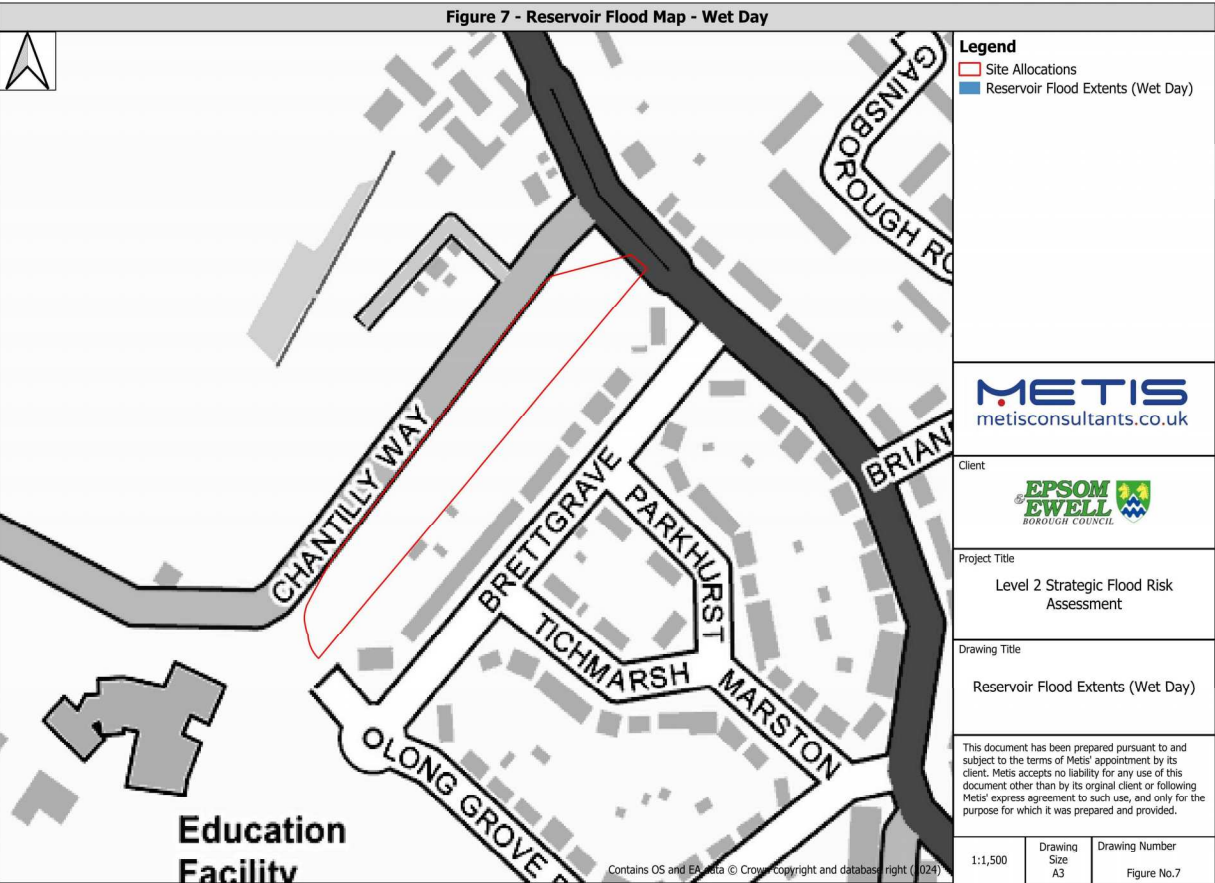 Figure 7 - Reservoir Flood Map - Wet Day
GAINSBOROUGH RO
CHANTILLY WAY
BRETTGRAVE
PARKHURST
BRIAN
TICHMARSH
MARSTON
LONG GROVE R
Education
Facility
Contains OS and EA data © Crown copyright and database right (2024)
Legend
Site Allocations
Reservoir Flood Extents (Wet Day)
METIS
metisconsultants.co.uk
Client
EPSOM
& EWELL
BOROUGH COUNCIL
Project Title
Level 2 Strategic Flood Risk
Assessment
Drawing Title
Reservoir Flood Extents (Wet Day)
This document has been prepared pursuant to and
subject to the terms of Metis' appointment by its
client. Metis accepts no liability for any use of this
document other than by its orginal client or following
Metis' express agreement to such use, and only for the
purpose for which it was prepared and provided.
1:1,500
Drawing
Size
A3
Drawing Number
Figure No.7